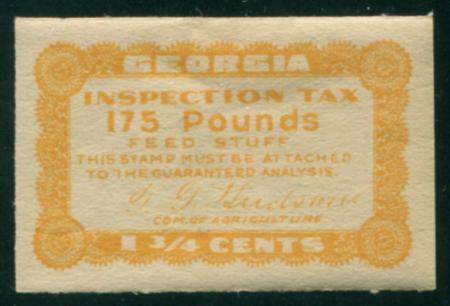 GEORGIA
INSPECTION TAX
175 Pounds
FEED STUFF
THIS STAMP MUST BE ATTACHED
TO THE GUARANTEED ANALYSIS.
COM. OF AGRICULTURE
1 3/4 CENTS